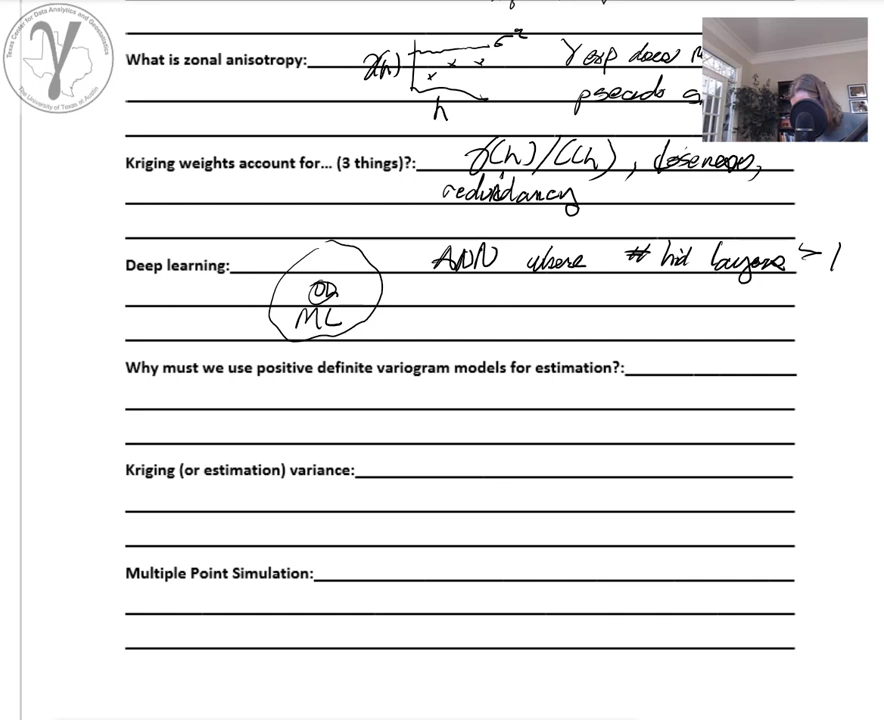 Texas Center for Data Analytics and Geostatistics
The University of Texas at Austin
γ
What is zonal anisotropy: γ(h) σ² γ exp does
h pseudo
Kriging weights account for... (3 things)?: γ(h)/C(h), closeness,
redundancy
Deep learning: ANN where # hid layers > 1
ML
Why must we use positive definite variogram models for estimation?:
Kriging (or estimation) variance:
Multiple Point Simulation: